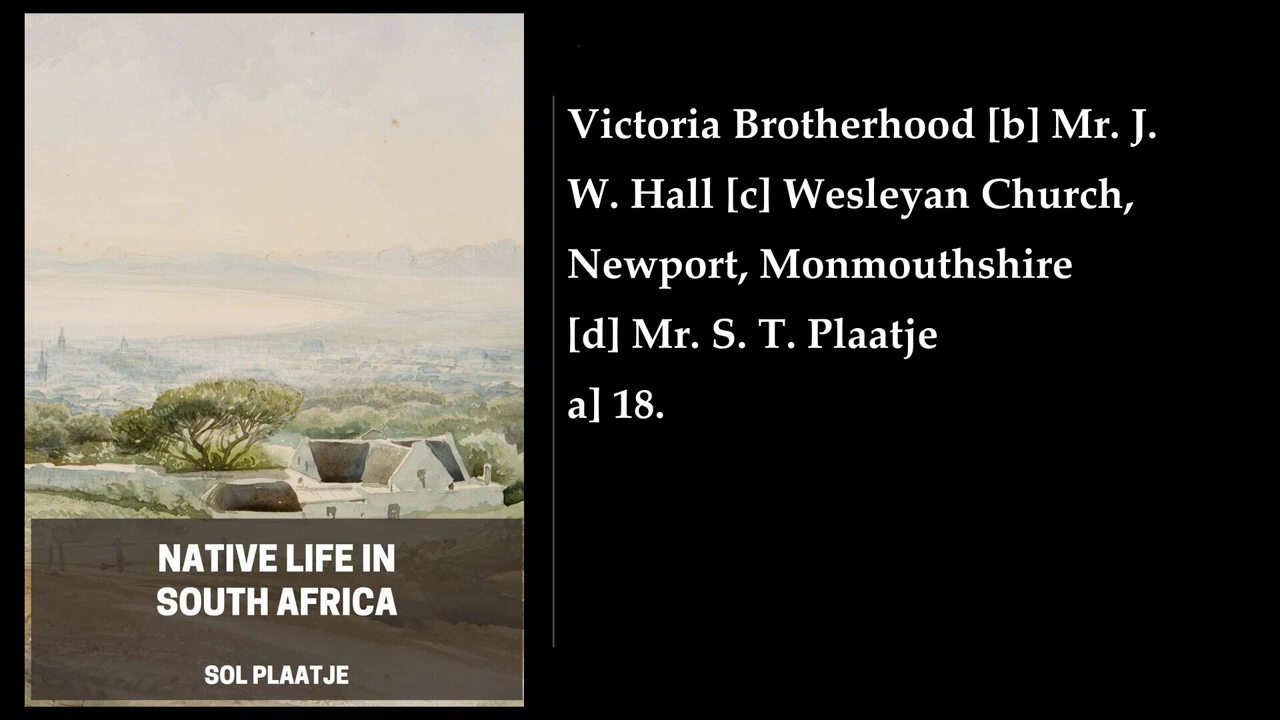 NATIVE LIFE IN
SOUTH AFRICA
SOL PLAATJE
Victoria Brotherhood [b] Mr. J.
W. Hall [c] Wesleyan Church,
Newport, Monmouthshire
[d] Mr. S. T. Plaatje
a] 18.